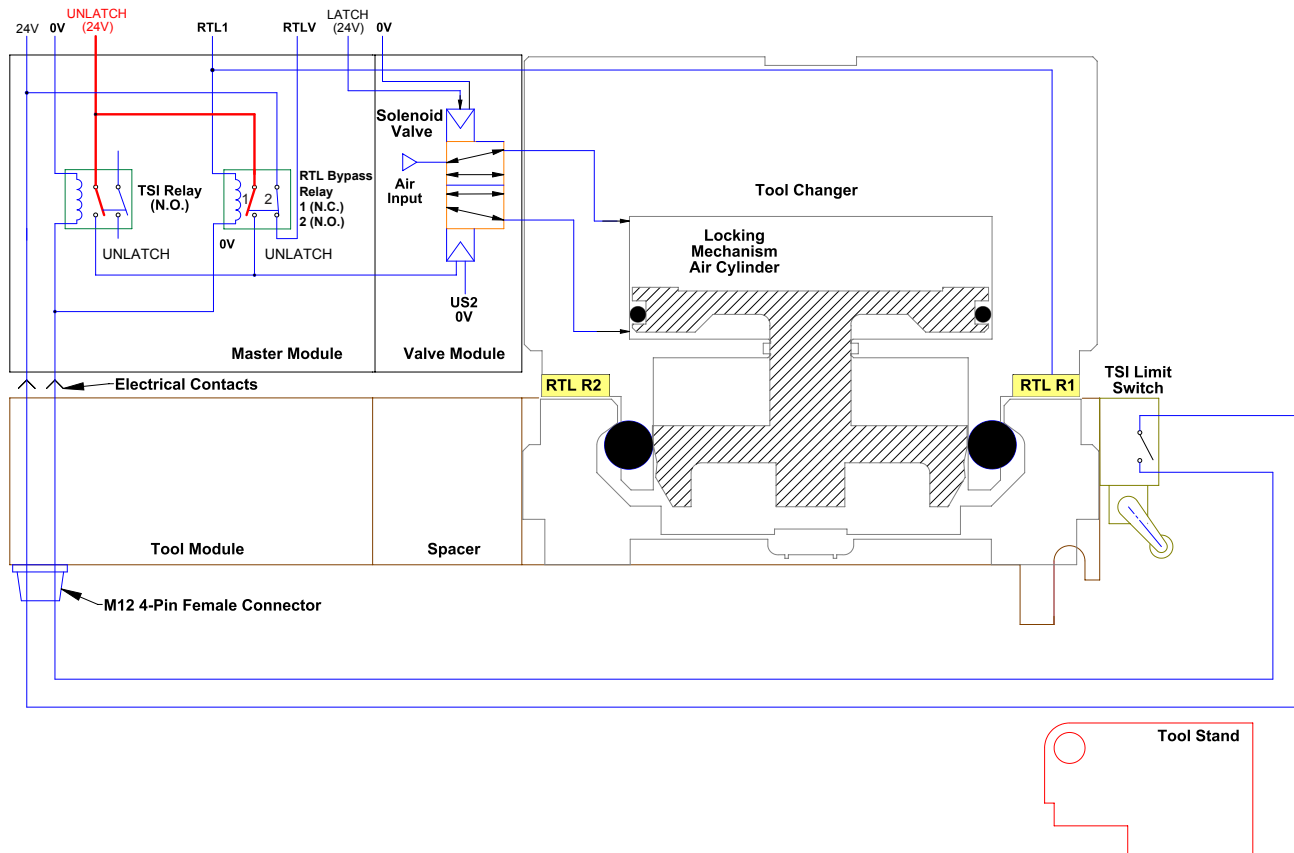 24V
0V
UNLATCH
(24V)
RTL1
RTLV
LATCH
(24V)
0V
Solenoid
Valve
Air
Input
TSI Relay
(N.O.)
1
2
RTL Bypass
Relay
1 (N.C.)
2 (N.O.)
0V
UNLATCH
UNLATCH
US2
0V
Master Module
Valve Module
Tool Changer
Locking
Mechanism
Air Cylinder
Electrical Contacts
RTL R2
RTL R1
TSI Limit
Switch
Tool Module
Spacer
M12 4-Pin Female Connector
Tool Stand